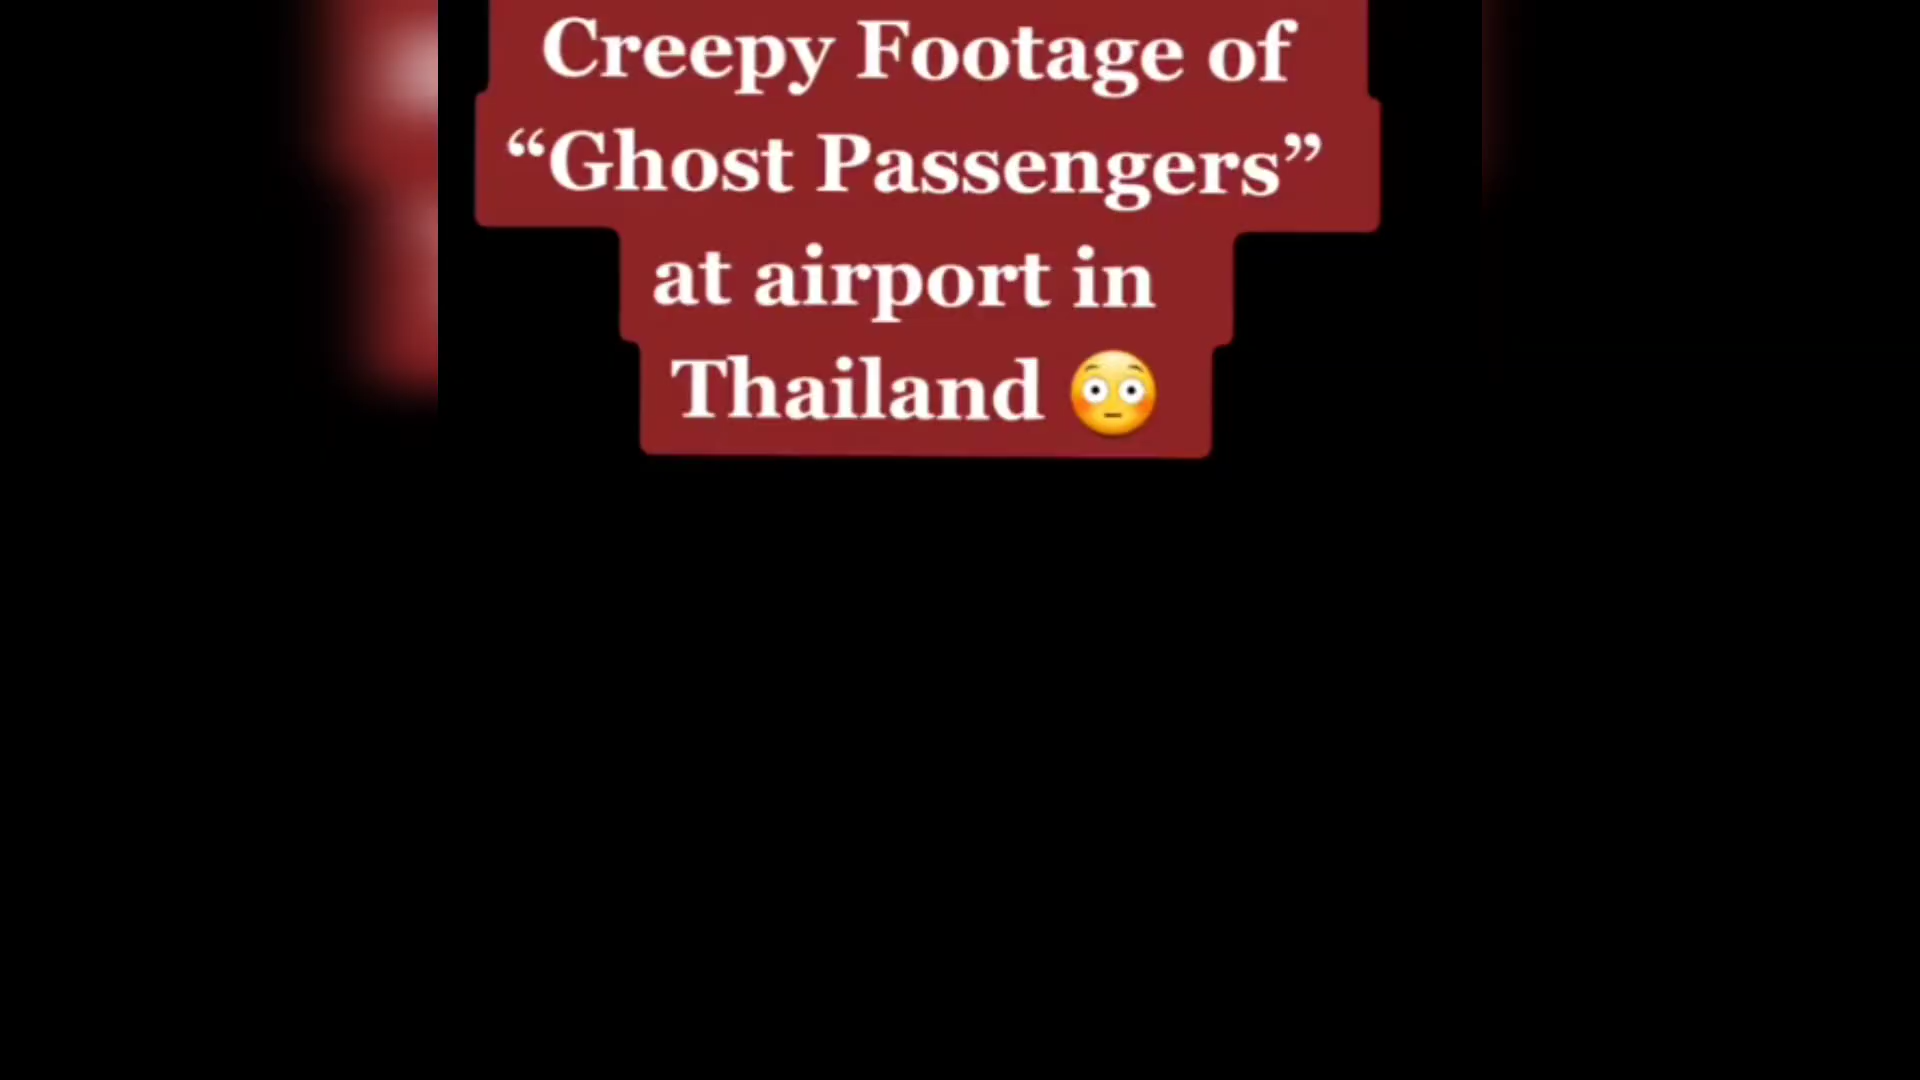 Creepy Footage of
“Ghost Passengers”
at airport in
Thailand 😳